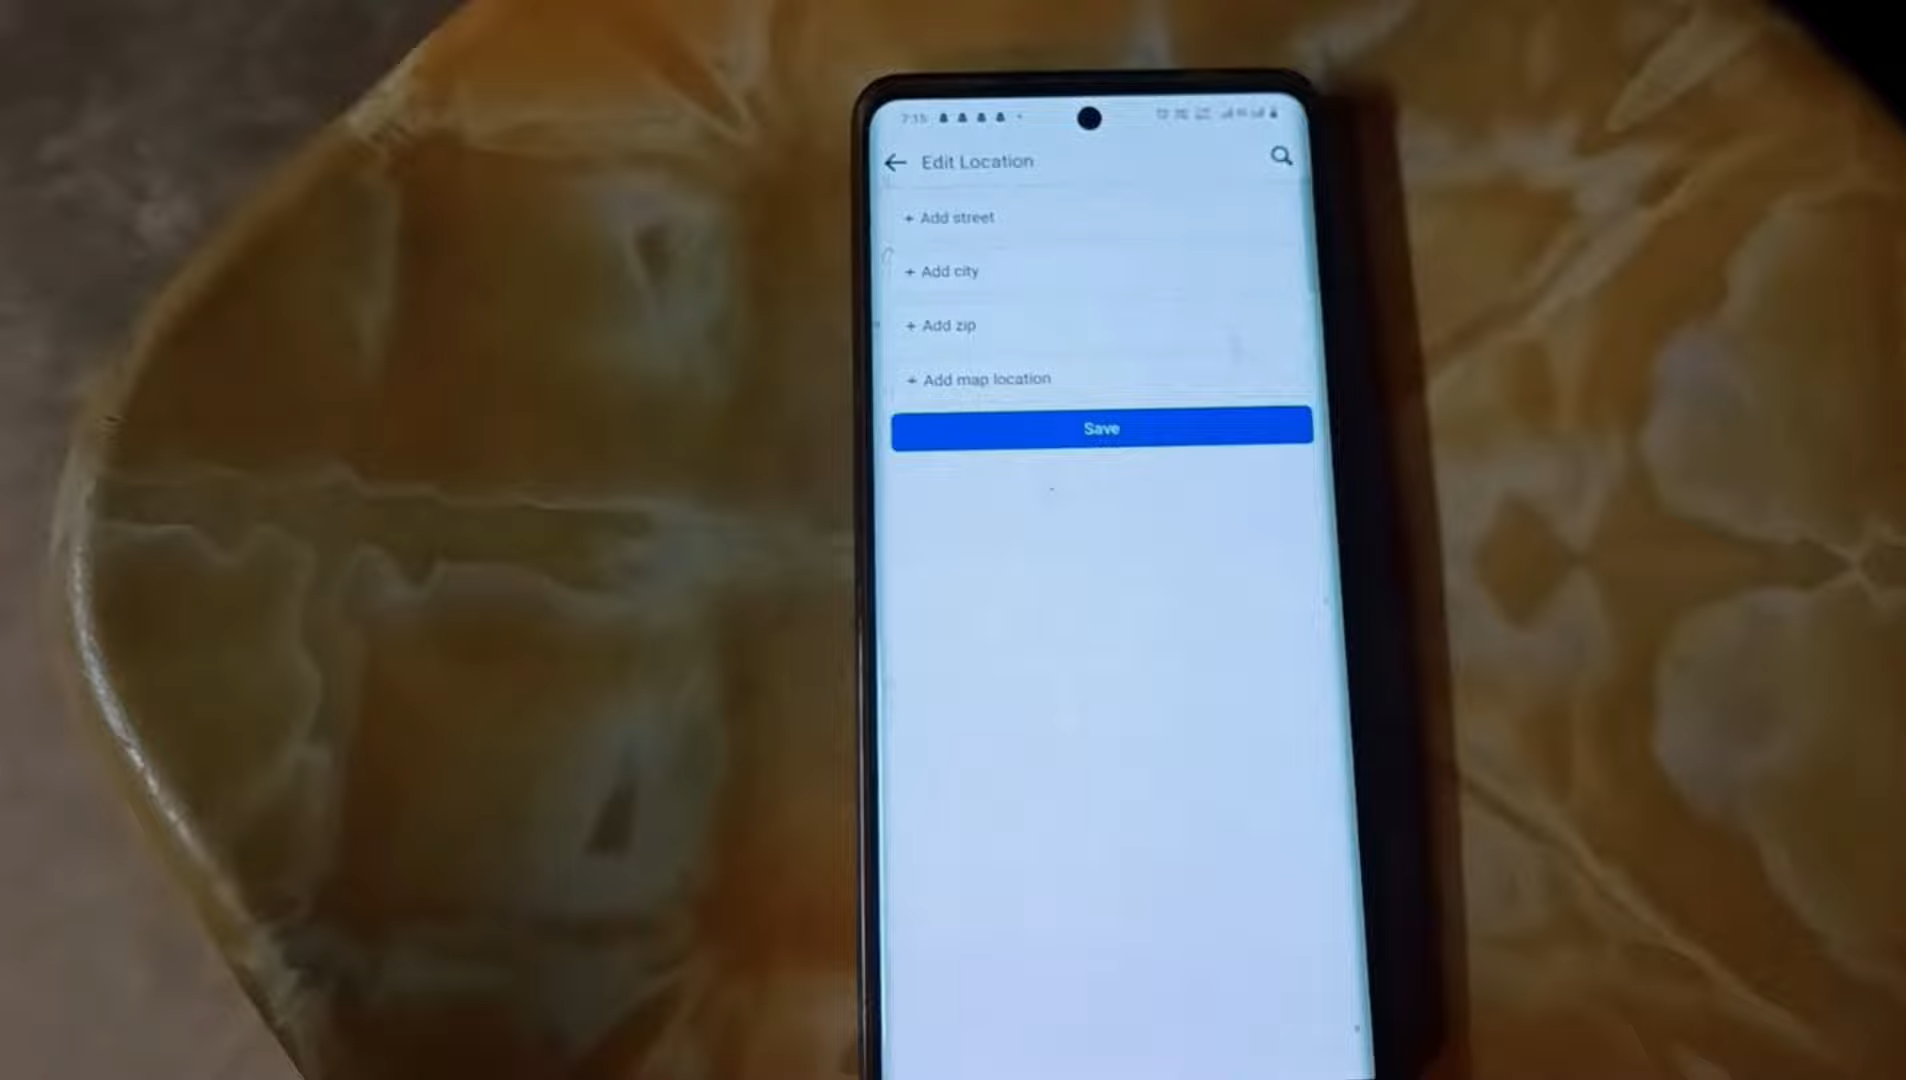 7:15
Edit Location
+ Add street
+ Add city
+ Add zip
+ Add map location
Save